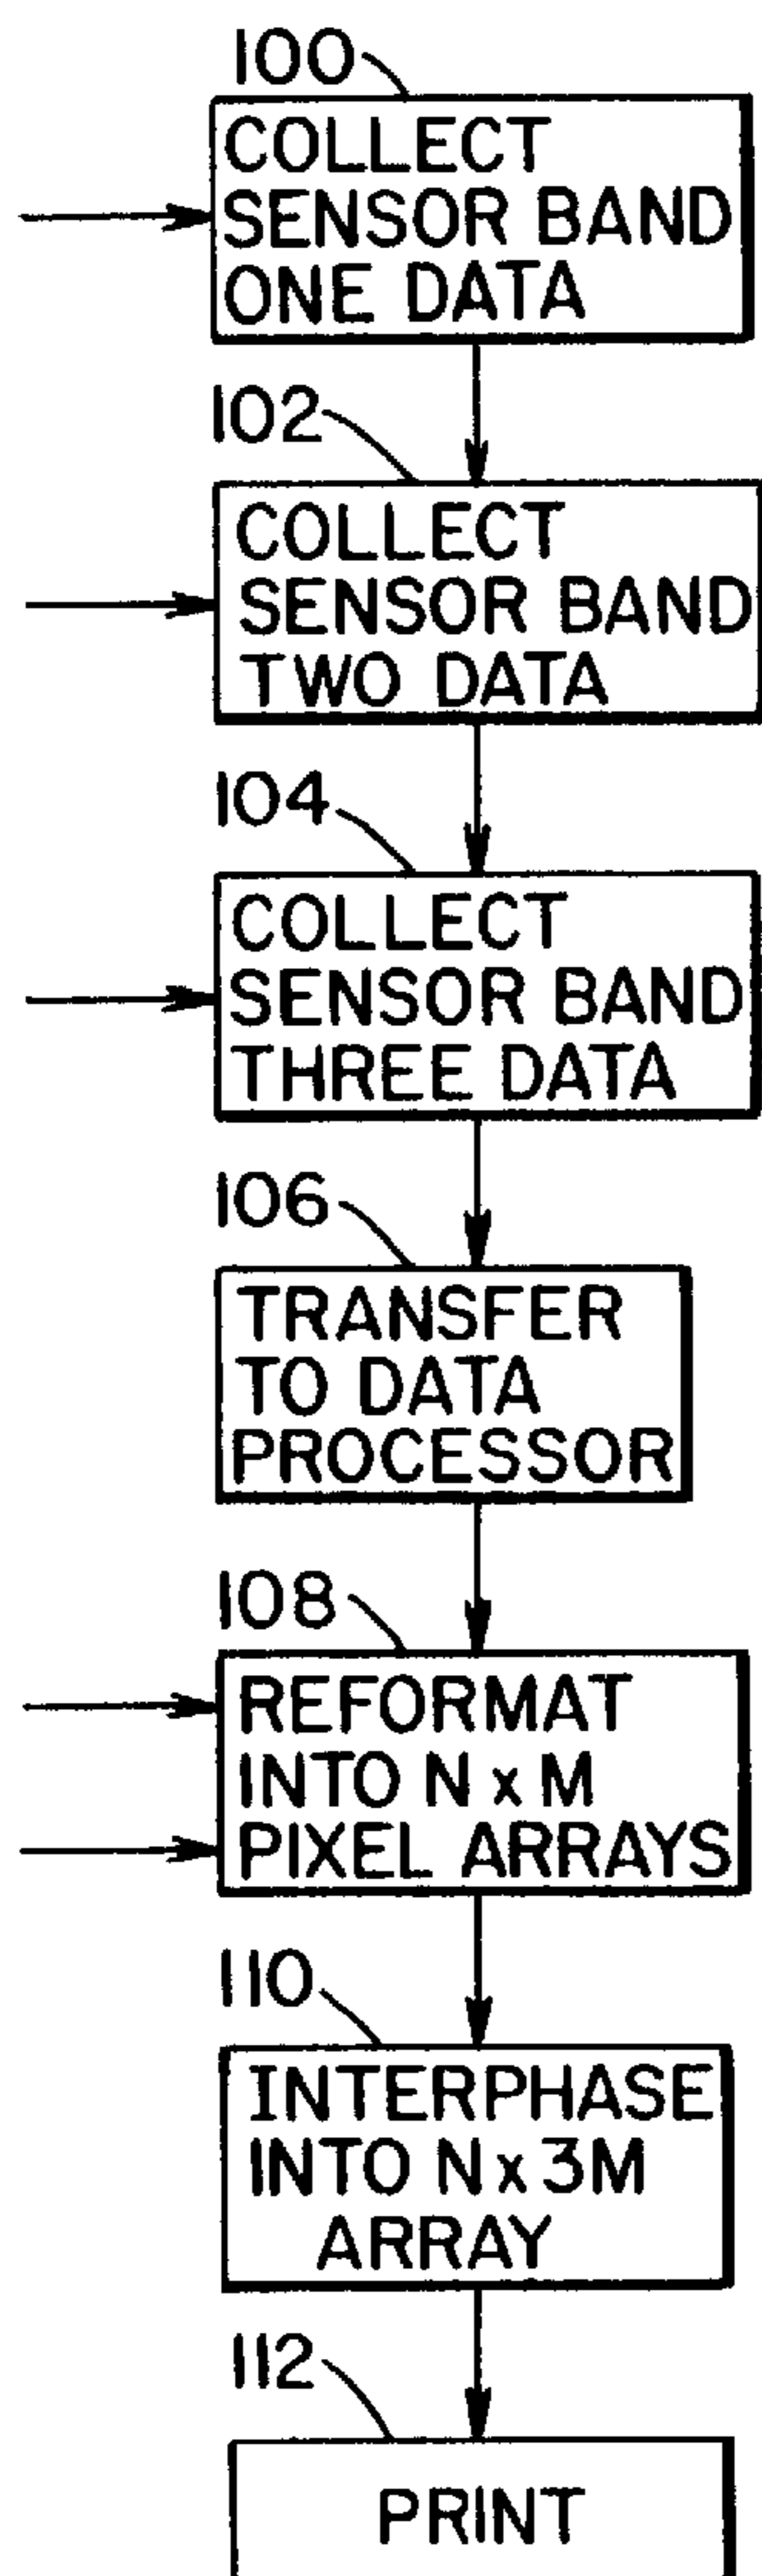 100
COLLECT
SENSOR BAND
ONE DATA
102
COLLECT
SENSOR BAND
TWO DATA
104
COLLECT
SENSOR BAND
THREE DATA
106
TRANSFER
TO DATA
PROCESSOR
108
REFORMAT
INTO N x M
PIXEL ARRAYS
110
INTERPHASE
INTO N x 3M
ARRAY
112
PRINT